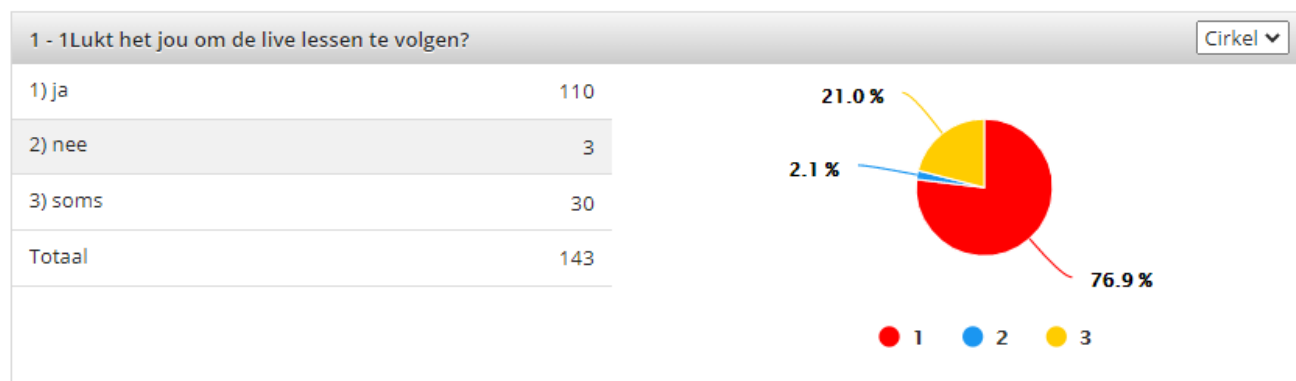 1 - 1Lukt het jou om de live lessen te volgen?
Cirkel
1) ja 110
2) nee 3
3) soms 30
Totaal 143
21.0 %
2.1 %
76.9 %
1 2 3